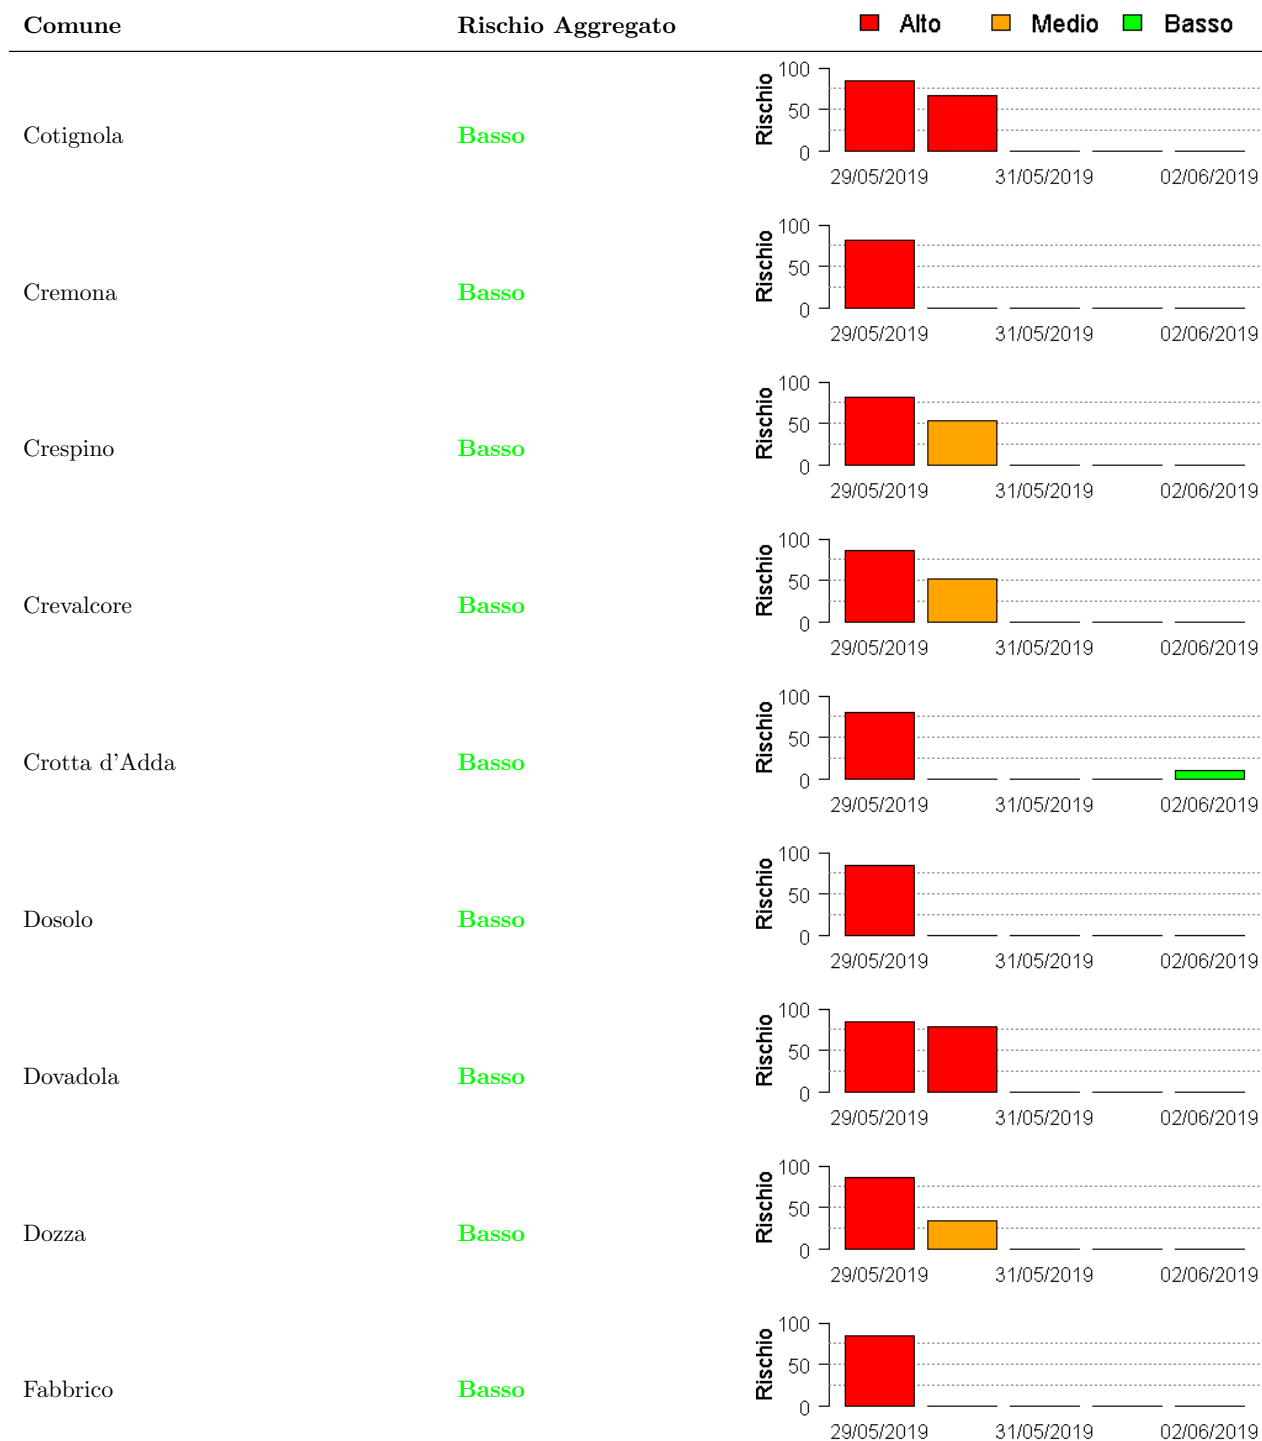 Comune Rischio Aggregato Alto Medio Basso
Cotignola Basso Rischio 100 50 0
29/05/2019 31/05/2019 02/06/2019
Cremona Basso Rischio 100 50 0
29/05/2019 31/05/2019 02/06/2019
Crespino Basso Rischio 100 50 0
29/05/2019 31/05/2019 02/06/2019
Crevalcore Basso Rischio 100 50 0
29/05/2019 31/05/2019 02/06/2019
Crotta d'Adda Basso Rischio 100 50 0
29/05/2019 31/05/2019 02/06/2019
Dosolo Basso Rischio 100 50 0
29/05/2019 31/05/2019 02/06/2019
Dovadola Basso Rischio 100 50 0
29/05/2019 31/05/2019 02/06/2019
Dozza Basso Rischio 100 50 0
29/05/2019 31/05/2019 02/06/2019
Fabbrico Basso Rischio 100 50 0
29/05/2019 31/05/2019 02/06/2019